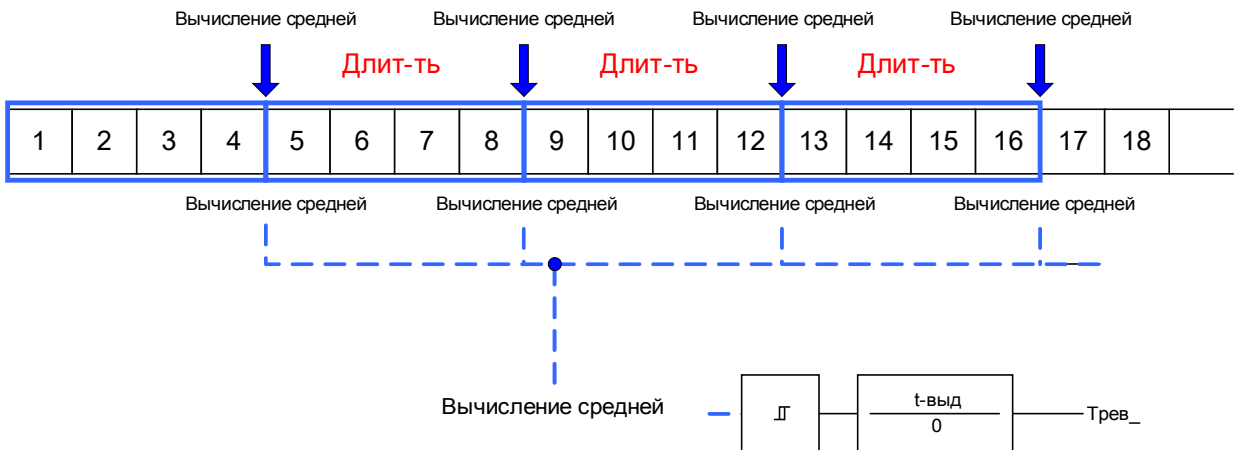 Вычисление средней Вычисление средней Вычисление средней Вычисление средней
Длит-ть Длит-ть Длит-ть
1 2 3 4 5 6 7 8 9 10 11 12 13 14 15 16 17 18
Вычисление средней Вычисление средней Вычисление средней Вычисление средней
Вычисление средней
t-выд
0
Трев_